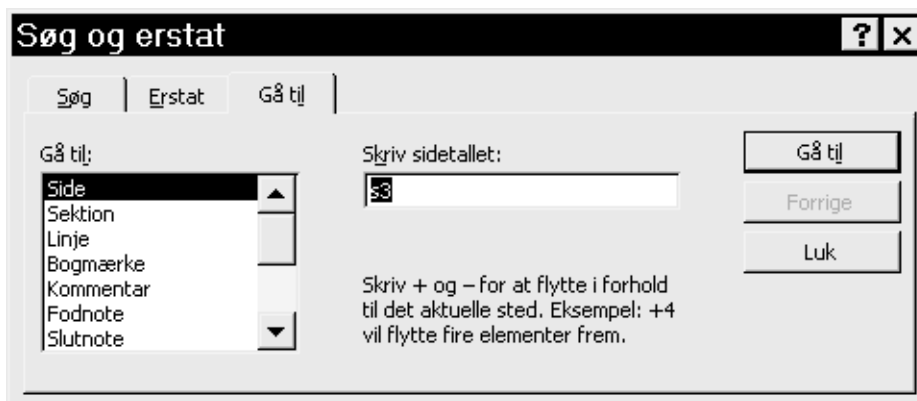 Søg og erstat
Søg Erstat Gå til
Gå til:
Side
Sektion
Linje
Bogmærke
Kommentar
Fodnote
Slutnote
Skriv sidetallet:
s3
Skriv + og – for at flytte i forhold
til det aktuelle sted. Eksempel: +4
vil flytte fire elementer frem.
Gå til
Forrige
Luk